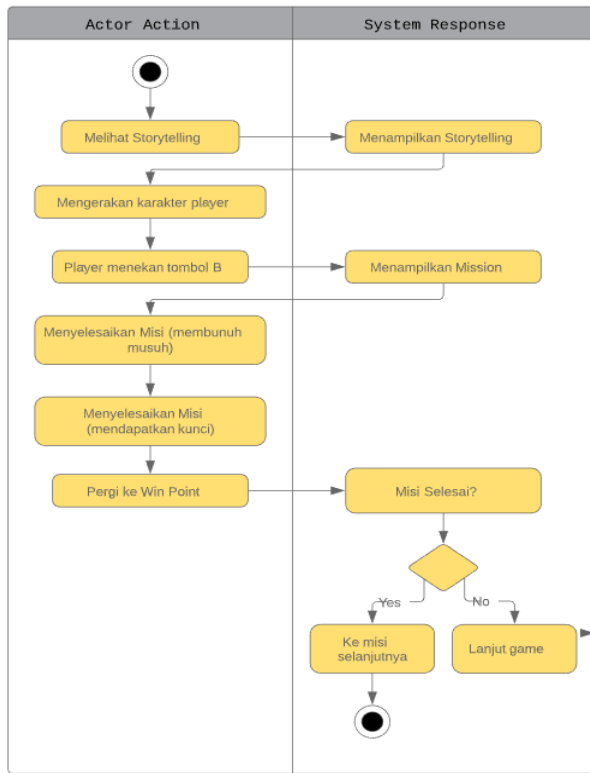 Actor Action
System Response
Melihat Storytelling
Menampilkan Storytelling
Mengerakan karakter player
Player menekan tombol B
Menampilkan Mission
Menyelesaikan Misi (membunuh
musuh)
Menyelesaikan Misi
(mendapatkan kunci)
Pergi ke Win Point
Misi Selesai?
Yes
No
Ke misi
selanjutnya
Lanjut game